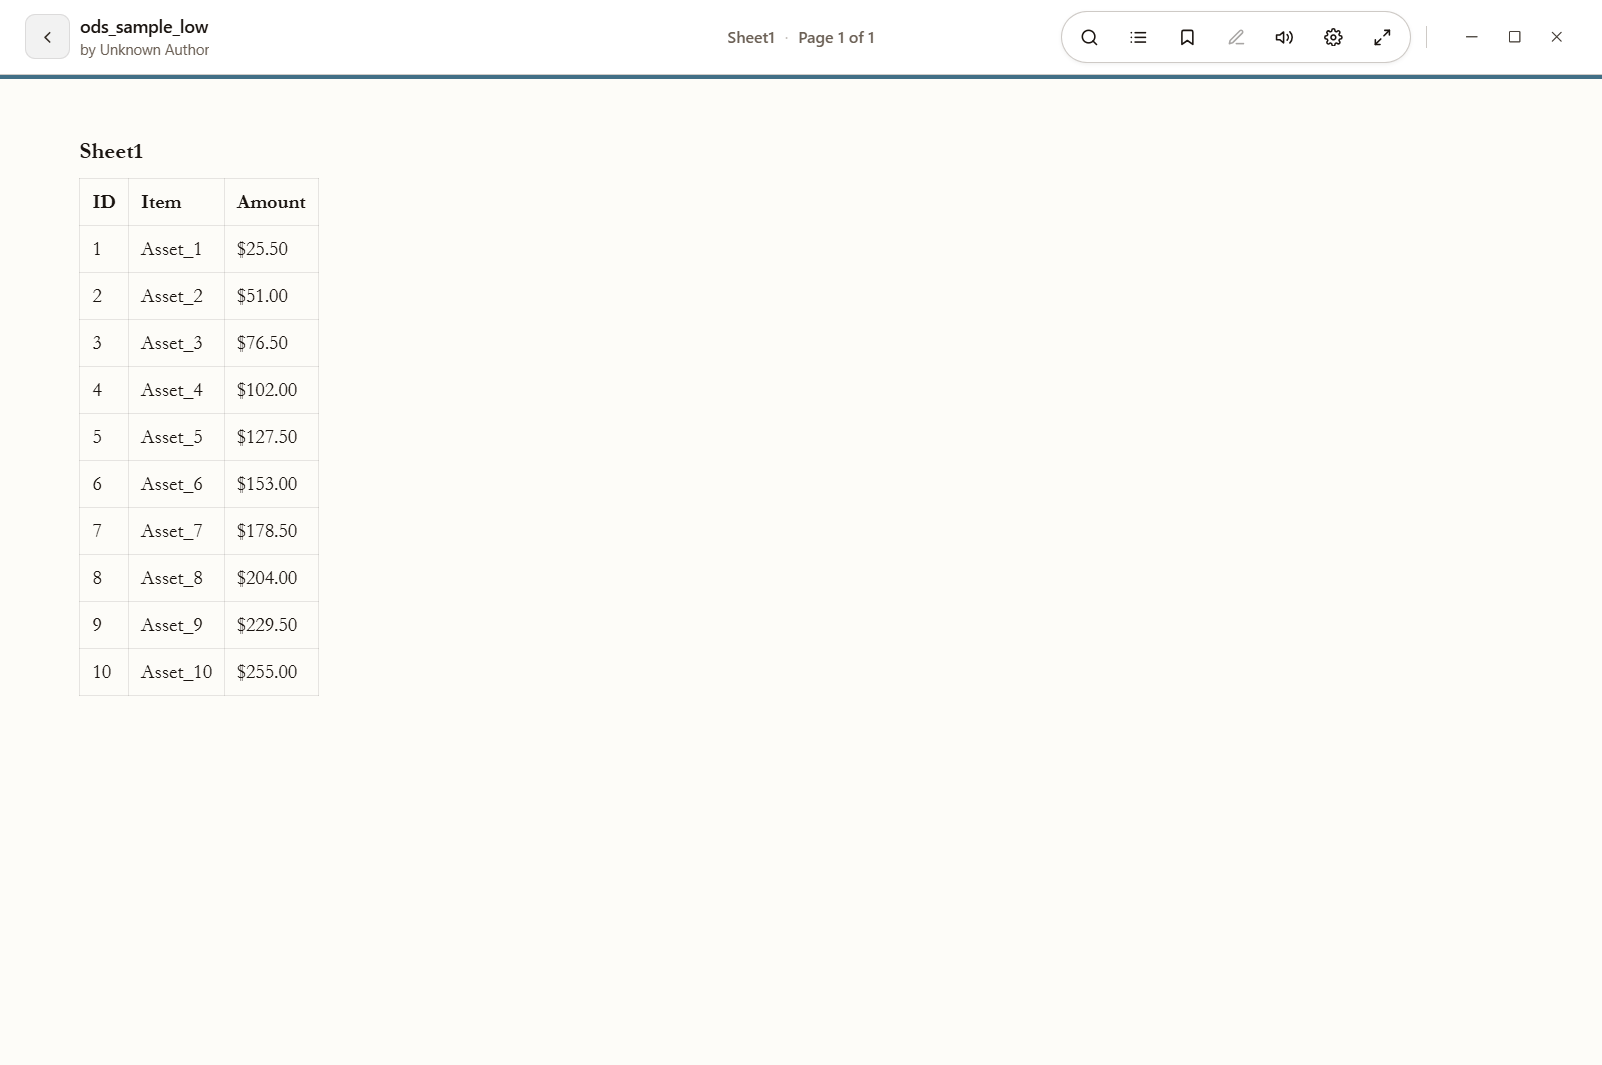 ods_sample_low
by Unknown Author
Sheet1 · Page 1 of 1
Sheet1
ID Item Amount
1 Asset_1 $25.50
2 Asset_2 $51.00
3 Asset_3 $76.50
4 Asset_4 $102.00
5 Asset_5 $127.50
6 Asset_6 $153.00
7 Asset_7 $178.50
8 Asset_8 $204.00
9 Asset_9 $229.50
10 Asset_10 $255.00